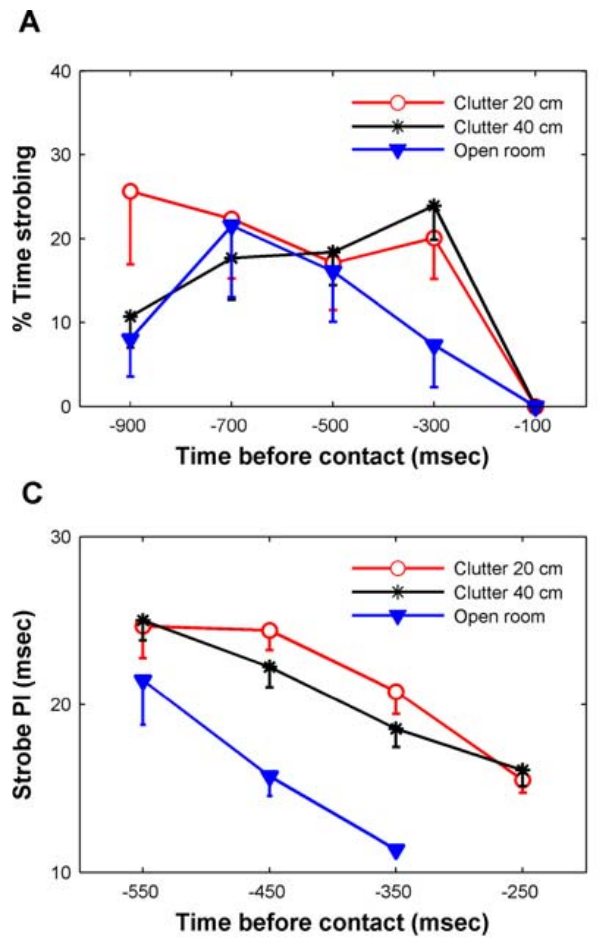 A
40
30
20
10
0
% Time strobing
Clutter 20 cm
Clutter 40 cm
Open room
-900 -700 -500 -300 -100
Time before contact (msec)
C
30
20
10
Strobe PI (msec)
Clutter 20 cm
Clutter 40 cm
Open room
-550 -450 -350 -250
Time before contact (msec)